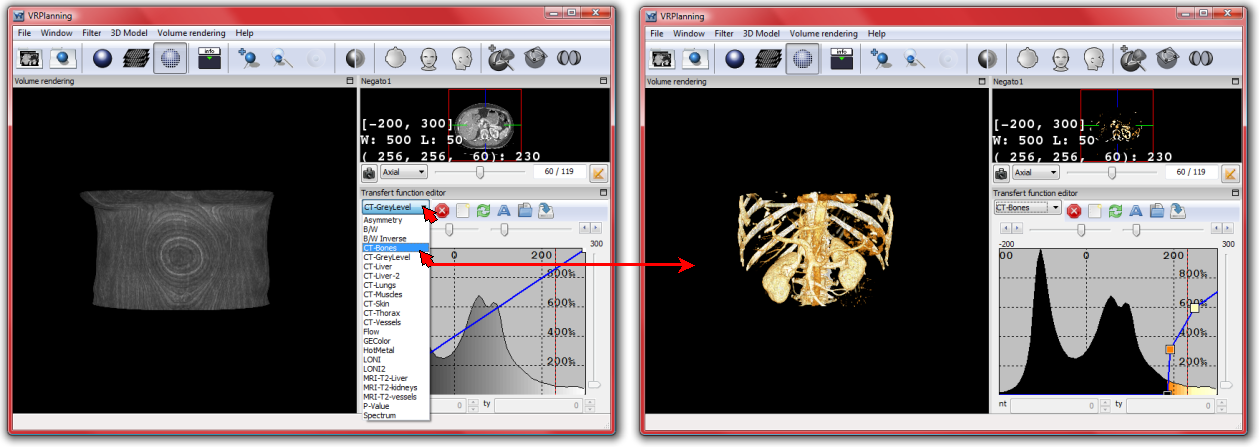 VRPlanning
File Window Filter 3D Model Volume rendering Help
info
Volume rendering
Negato1
[-200, 300]
W: 500 L: 50
( 256, 256, 60): 230
Axial
60 / 119
Transfert function editor
CT-GreyLevel
Asymmetry
B/W
B/W Inverse
CT-Bones
CT-GreyLevel
CT-Liver
CT-Liver-2
CT-Lungs
CT-Muscles
CT-Skin
CT-Thorax
CT-Vessels
Flow
GEColor
HotMetal
LONI
LONI2
MRI-T2-Liver
MRI-T2-kidneys
MRI-T2-vessels
P-Value
Spectrum
300
0 200
800%
600%
400%
200%
0 ty 0
VRPlanning
File Window Filter 3D Model Volume rendering Help
info
Volume rendering
Negato1
[-200, 300]
W: 500 L: 50
( 256, 256, 60): 230
Axial
60 / 119
Transfert function editor
CT-Bones
-200 300
00 0 200
800%
600%
400%
200%
nt 0 ty 0